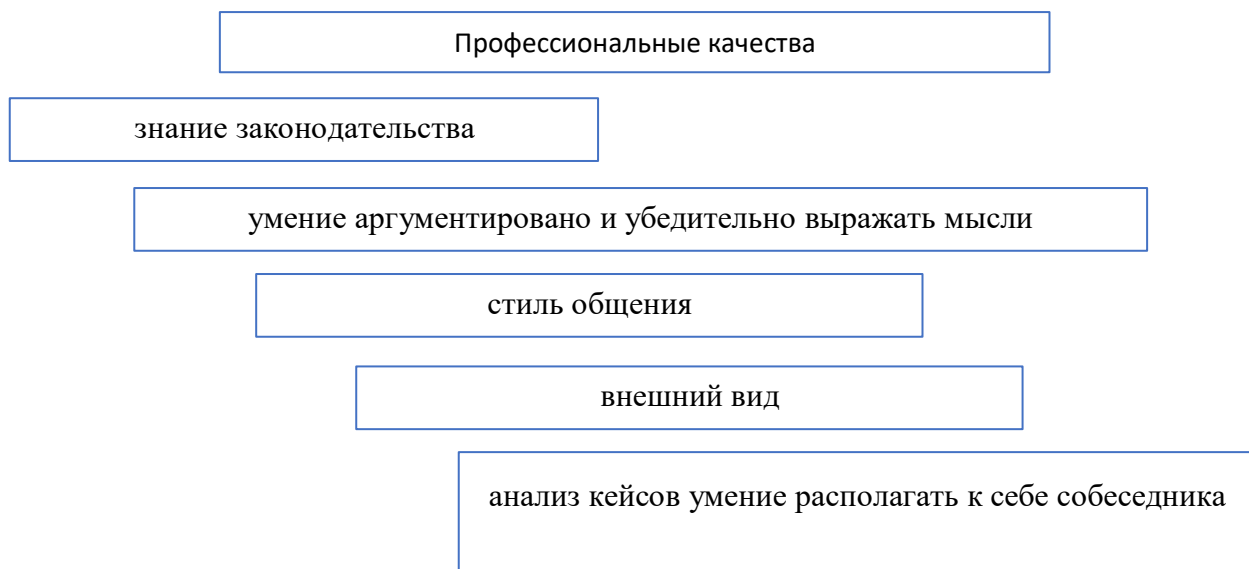 Профессиональные качества
знание законодательства
умение аргументировано и убедительно выражать мысли
стиль общения
внешний вид
анализ кейсов умение располагать к себе собеседника